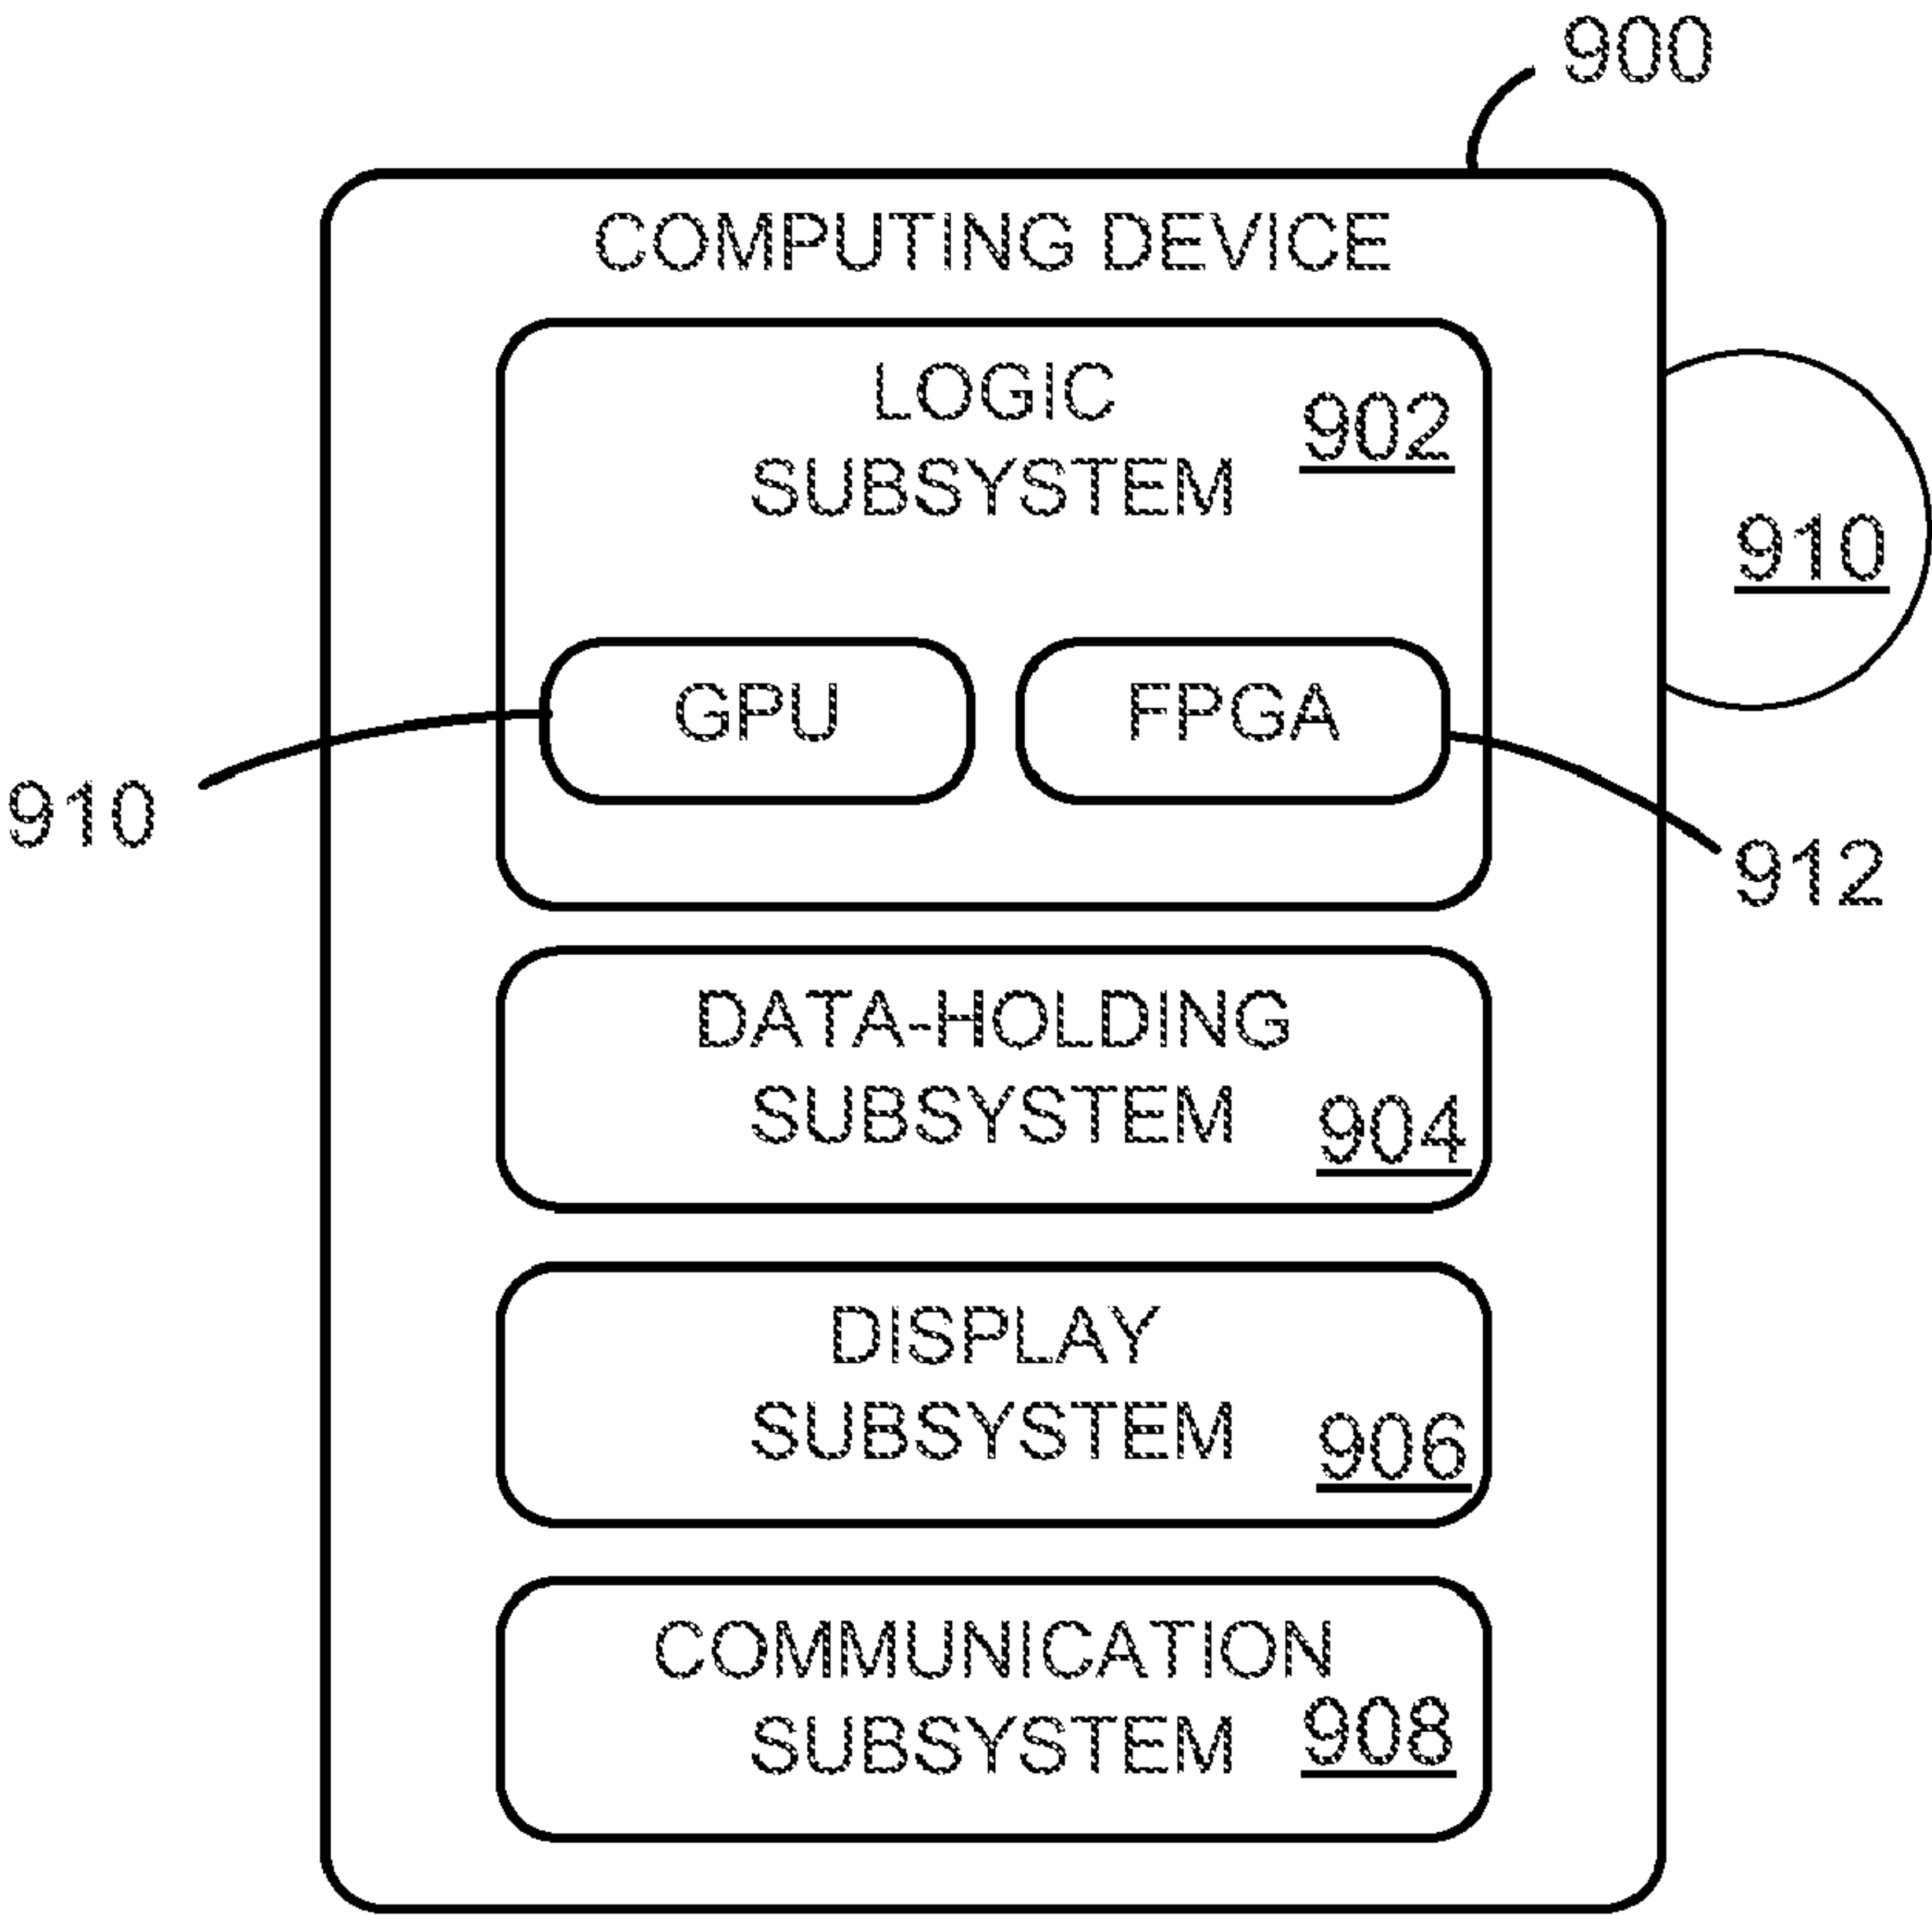 900
COMPUTING DEVICE
LOGIC
SUBSYSTEM
902
910
GPU
FPGA
910
912
DATA-HOLDING
SUBSYSTEM
904
DISPLAY
SUBSYSTEM
906
COMMUNICATION
SUBSYSTEM
908